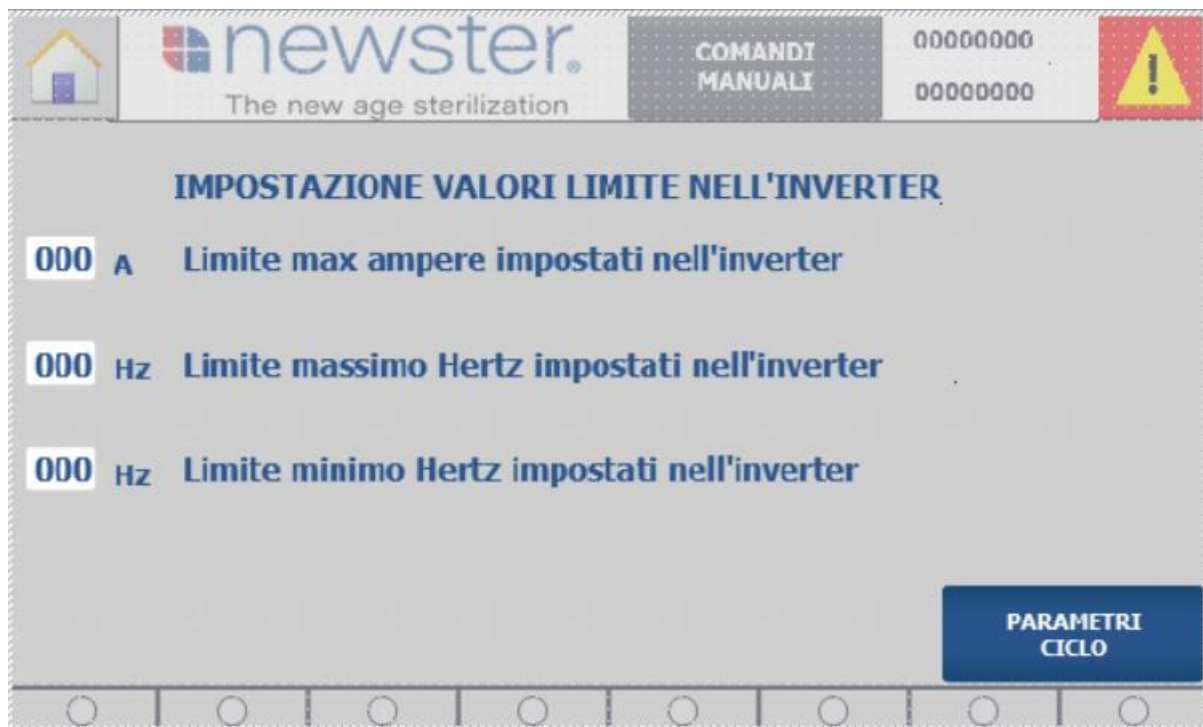 newster.
The new age sterilization
COMANDI
MANUALI
00000000
00000000
!
IMPOSTAZIONE VALORI LIMITE NELL'INVERTER
000 A Limite max ampere impostati nell'inverter
000 Hz Limite massimo Hertz impostati nell'inverter
000 Hz Limite minimo Hertz impostati nell'inverter
PARAMETRI
CICLO